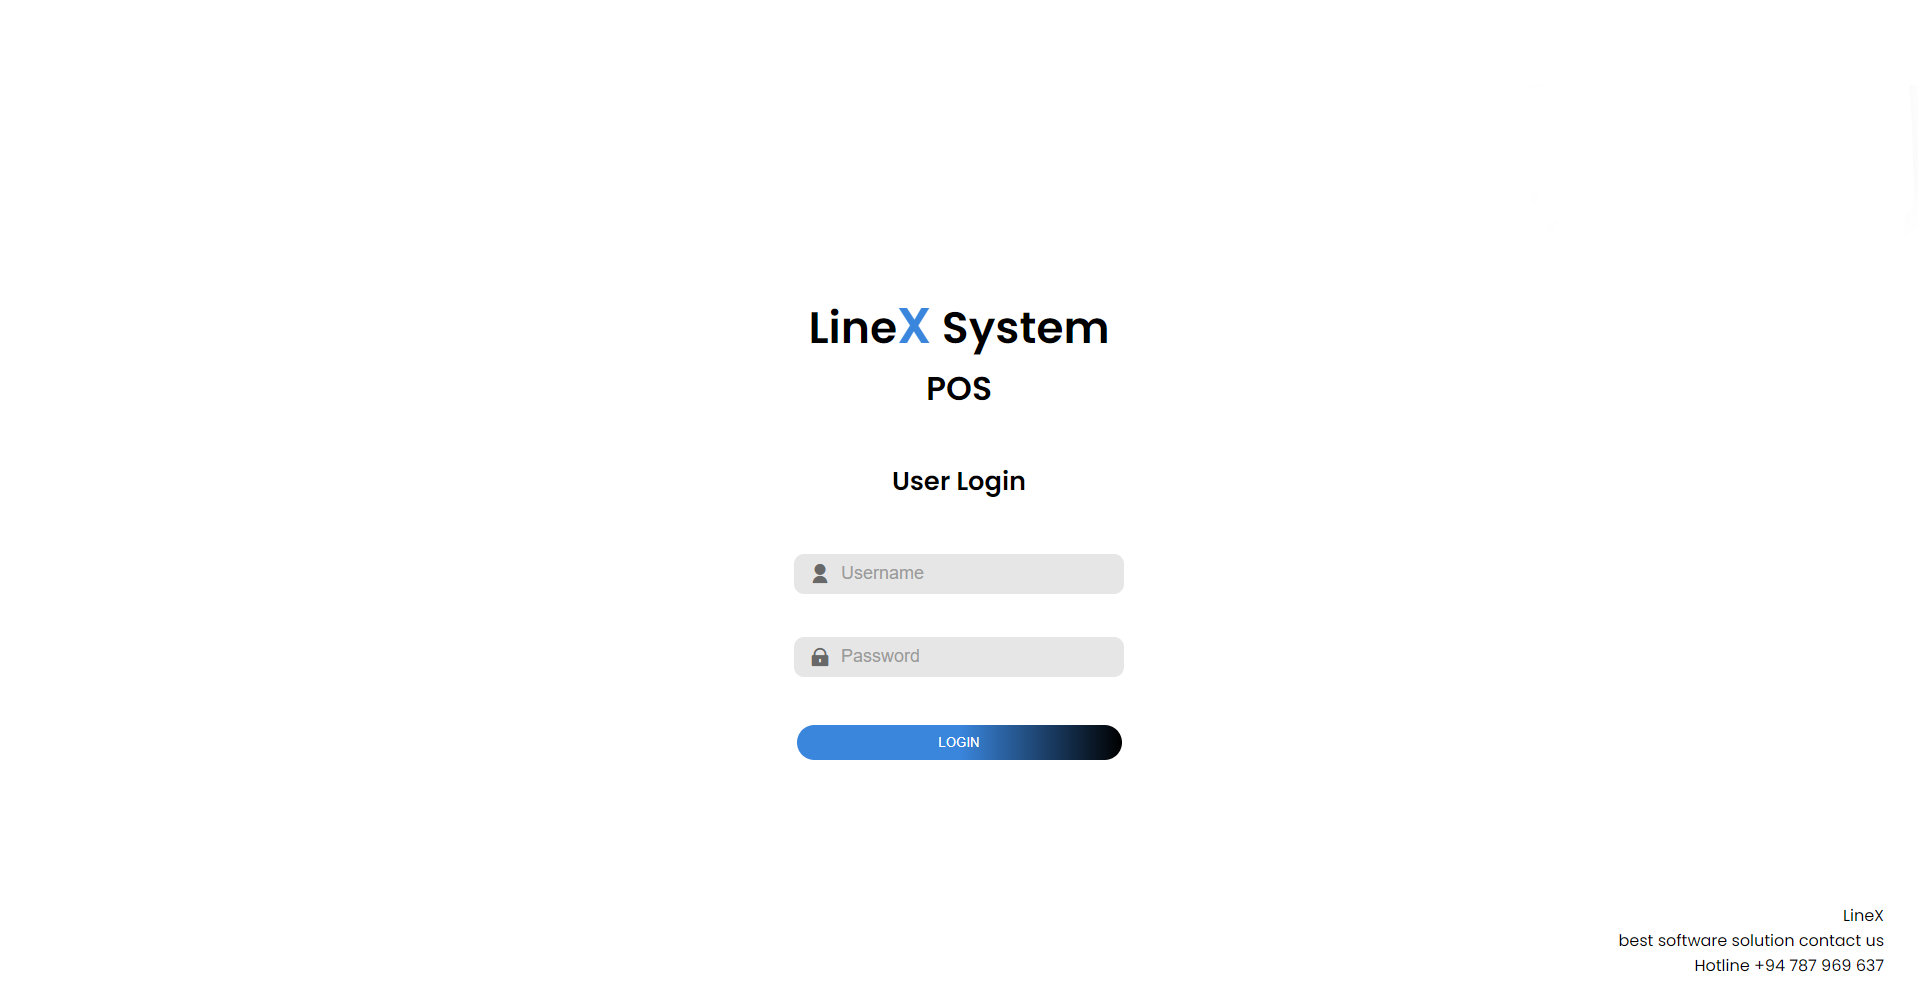 LineX System
POS
User Login
Username
Password
LOGIN
LineX
best software solution contact us
Hotline +94 787 969 637